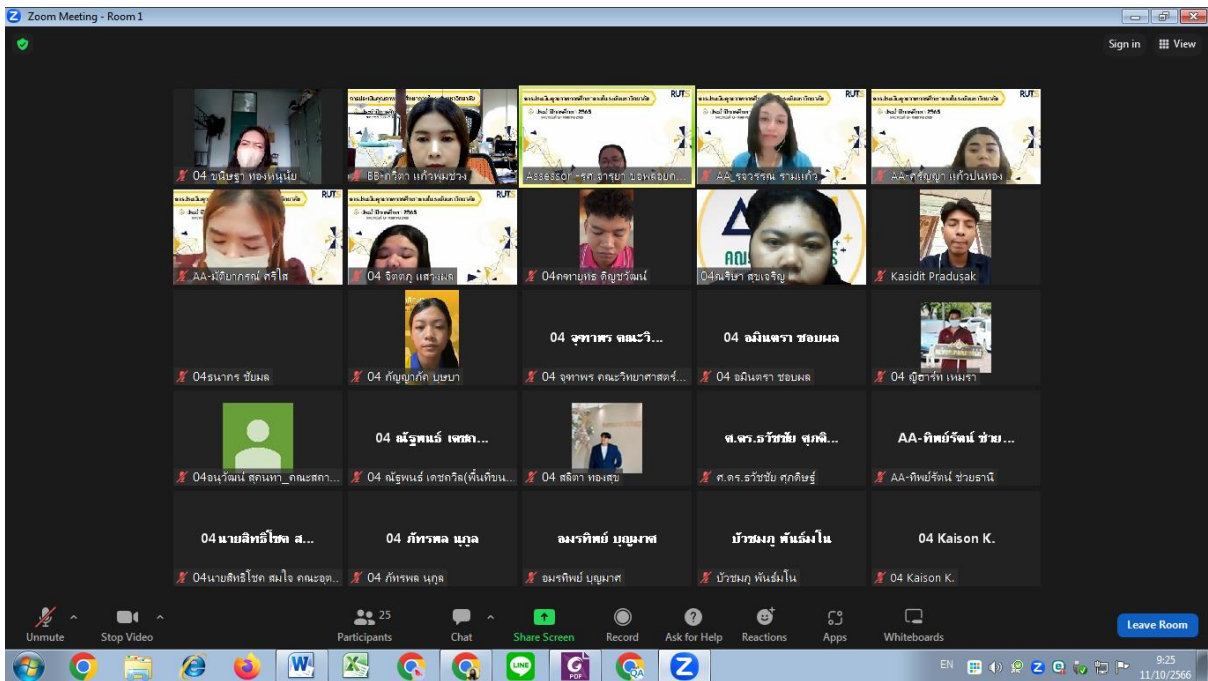 Zoom Meeting - Room 1
Sign in
View
RUTS
RUTS
RUTS
04 ขนิษฐา ทองหนูนุ้ย
BB-กวิตา แก้วพุมช่วง
AA_รจวรรณ รามแก้ว
AA-ศรัญญา แก้วปนทอง
RUTS
RUTS
AA-มัติยาภรณ์ ศรีใส
04 จิตตภู แสวงผล
04ณริษา สุขเจริญ
Kasidit Pradusak
04 จุฑาพร คณะวิ...
04 อมินตรา ชอบผล
04ธนากร ชัยมล
04 กัญญาภัค บุษบา
04 จุฑาพร คณะวิทยาศาสตร์...
04 อมินตรา ชอบผล
04 ญิฮาร์ท เหมรา
04 ณัฐพนธ์ เดชก...
ศ.ดร.ธวัชชัย ศุภดิ...
AA-ทิพย์รัตน์ ช่วย...
04อนุวัฒน์ สุคนทา_คณะสถา...
04 ณัฐพนธ์ เดชกวิล(พื้นที่บน...
04 สลิตา ทองสุข
ศ.ดร.ธวัชชัย ศุภดิษฐ์
AA-ทิพย์รัตน์ ช่วยธานี
04นายสิทธิโชค ส...
04 ภัทรพล นุกูล
อมรทิพย์ บุญมาศ
บัวชมภู พันธ์มโน
04 Kaison K.
04นายสิทธิโชค สมใจ คณะอุต...
04 ภัทรพล นุกูล
อมรทิพย์ บุญมาศ
บัวชมภู พันธ์มโน
04 Kaison K.
Unmute
Stop Video
25
Participants
Chat
Share Screen
Record
Ask for Help
Reactions
Apps
Whiteboards
Leave Room
LINE
PDF
QA
EN
9:25
11/10/2566